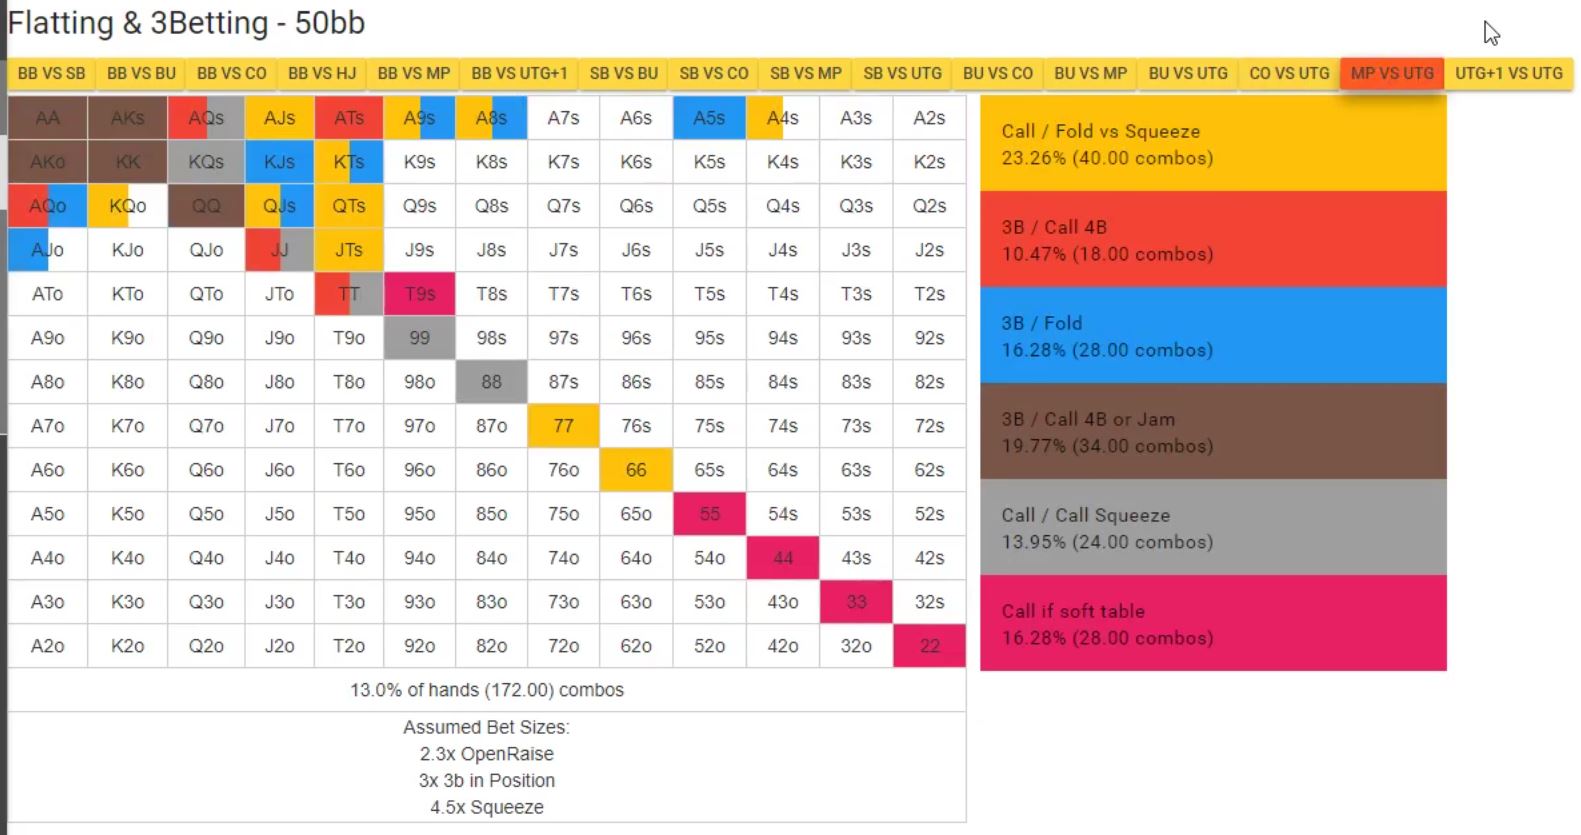 Flatting & 3Betting - 50bb
BB VS SB BB VS BU BB VS CO BB VS HJ BB VS MP BB VS UTG+1 SB VS BU SB VS CO SB VS MP SB VS UTG BU VS CO BU VS MP BU VS UTG CO VS UTG MP VS UTG UTG+1 VS UTG
AA AKs AQs AJs ATs A9s A8s A7s A6s A5s A4s A3s A2s
AKo KK KQs KJs KTs K9s K8s K7s K6s K5s K4s K3s K2s
AQo KQo QQ QJs QTs Q9s Q8s Q7s Q6s Q5s Q4s Q3s Q2s
AJo KJo QJo JJ JTs J9s J8s J7s J6s J5s J4s J3s J2s
ATo KTo QTo JTo TT T9s T8s T7s T6s T5s T4s T3s T2s
A9o K9o Q9o J9o T9o 99 98s 97s 96s 95s 94s 93s 92s
A8o K8o Q8o J8o T8o 98o 88 87s 86s 85s 84s 83s 82s
A7o K7o Q7o J7o T7o 97o 87o 77 76s 75s 74s 73s 72s
A6o K6o Q6o J6o T6o 96o 86o 76o 66 65s 64s 63s 62s
A5o K5o Q5o J5o T5o 95o 85o 75o 65o 55 54s 53s 52s
A4o K4o Q4o J4o T4o 94o 84o 74o 64o 54o 44 43s 42s
A3o K3o Q3o J3o T3o 93o 83o 73o 63o 53o 43o 33 32s
A2o K2o Q2o J2o T2o 92o 82o 72o 62o 52o 42o 32o 22
13.0% of hands (172.00) combos
Assumed Bet Sizes:
2.3x OpenRaise
3x 3b in Position
4.5x Squeeze
Call / Fold vs Squeeze
23.26% (40.00 combos)
3B / Call 4B
10.47% (18.00 combos)
3B / Fold
16.28% (28.00 combos)
3B / Call 4B or Jam
19.77% (34.00 combos)
Call / Call Squeeze
13.95% (24.00 combos)
Call if soft table
16.28% (28.00 combos)